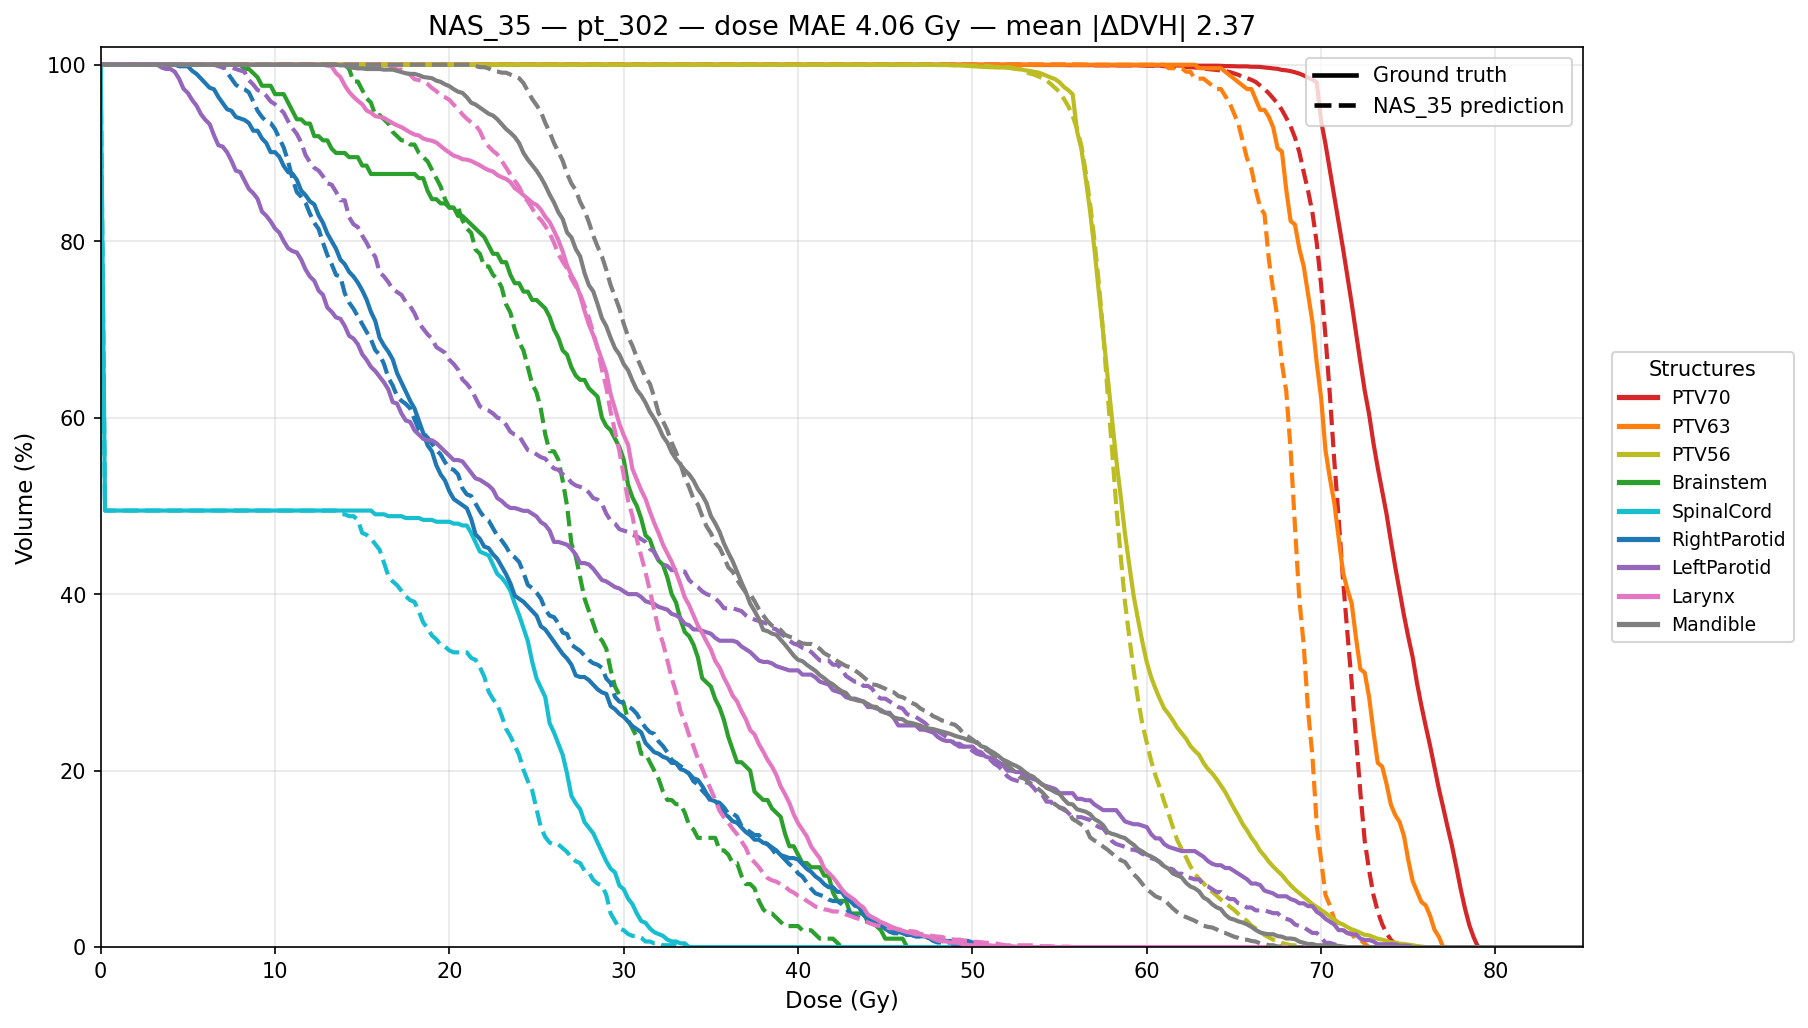 NAS_35 — pt_302 — dose MAE 4.06 Gy — mean |ΔDVH| 2.37
Ground truth
NAS_35 prediction
Volume (%)
100
80
60
40
20
0
0 10 20 30 40 50 60 70 80
Dose (Gy)
Structures
PTV70
PTV63
PTV56
Brainstem
SpinalCord
RightParotid
LeftParotid
Larynx
Mandible